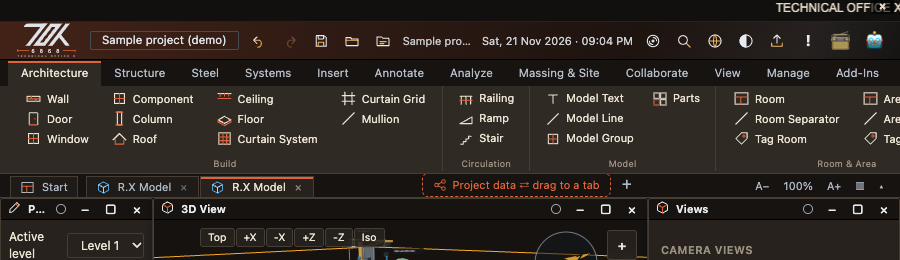 TECHNICAL OFFICE X
6868
Sample project (demo)
Sample pro... Sat, 21 Nov 2026 · 09:04 PM
Architecture Structure Steel Systems Insert Annotate Analyze Massing & Site Collaborate View Manage Add-Ins
Wall Component Ceiling Curtain Grid Railing Model Text Parts Room Are
Door Column Floor Mullion Ramp Model Line Room Separator Are
Window Roof Curtain System Stair Model Group Tag Room Tag
Build Circulation Model Room & Area
Start R.X Model × R.X Model × Project data ⇄ drag to a tab + A– 100% A+
P... 3D View Views
Active level Level 1 Top +X -X +Z -Z Iso +
CAMERA VIEWS